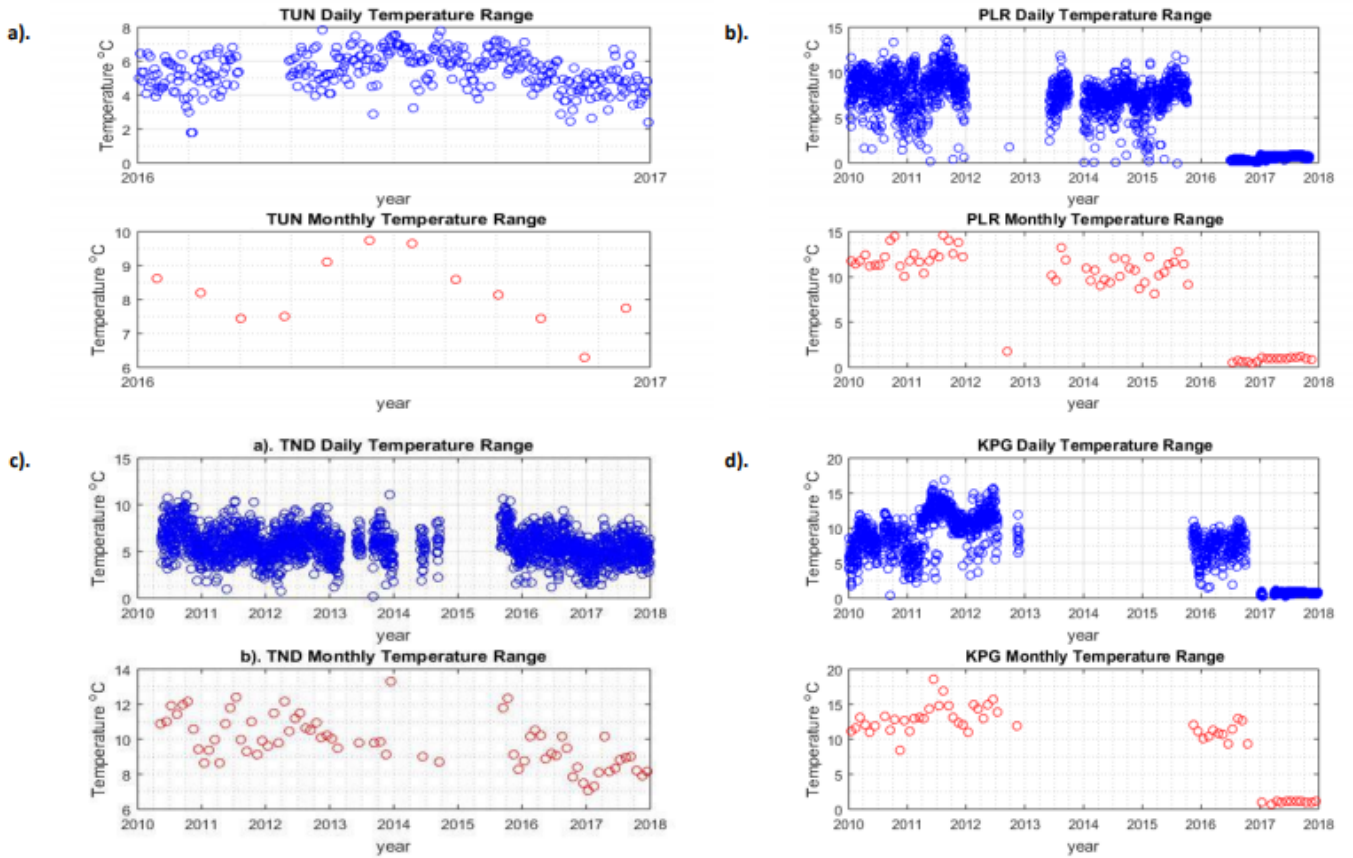 a).
TUN Daily Temperature Range
Temperature °C
8
6
4
2
0
2016
2017
year
TUN Monthly Temperature Range
Temperature °C
10
9
8
7
6
2016
2017
year
b).
PLR Daily Temperature Range
Temperature °C
15
10
5
0
2010 2011 2012 2013 2014 2015 2016 2017 2018
year
PLR Monthly Temperature Range
Temperature °C
15
10
5
0
2010 2011 2012 2013 2014 2015 2016 2017 2018
year
c).
a). TND Daily Temperature Range
Temperature °C
15
10
5
0
2010 2011 2012 2013 2014 2015 2016 2017 2018
year
b). TND Monthly Temperature Range
Temperature °C
14
12
10
8
6
2010 2011 2012 2013 2014 2015 2016 2017 2018
year
d).
KPG Daily Temperature Range
Temperature °C
20
15
10
5
0
2010 2011 2012 2013 2014 2015 2016 2017 2018
year
KPG Monthly Temperature Range
Temperature °C
20
15
10
5
0
2010 2011 2012 2013 2014 2015 2016 2017 2018
year